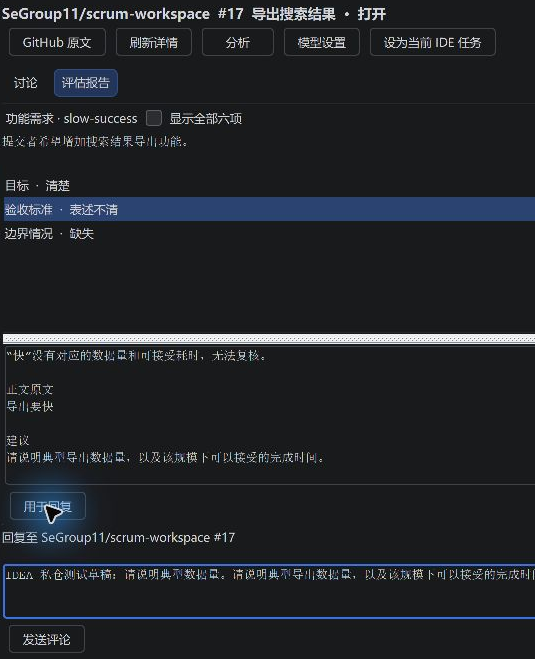 SeGroup11/scrum-workspace #17 导出搜索结果 • 打开
GitHub 原文 刷新详情 分析 模型设置 设为当前 IDE 任务
讨论 评估报告
功能需求 · slow-success 显示全部六项
提交者希望增加搜索结果导出功能。
目标 · 清楚
验收标准 · 表述不清
边界情况 · 缺失
“快”没有对应的数据量和可接受耗时，无法复核。
正文原文
导出要快
建议
请说明典型导出数据量，以及该规模下可以接受的完成时间。
用于回复
回复至 SeGroup11/scrum-workspace #17
IDEA 私仓测试草稿：请说明典型数据量。请说明典型导出数据量，以及该规模下可以接受的完成时
发送评论